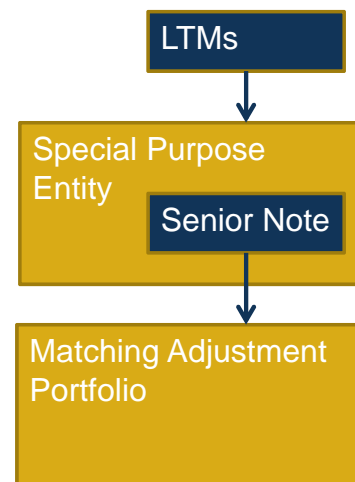 LTMs
Special Purpose
Entity
Senior Note
Matching Adjustment
Portfolio